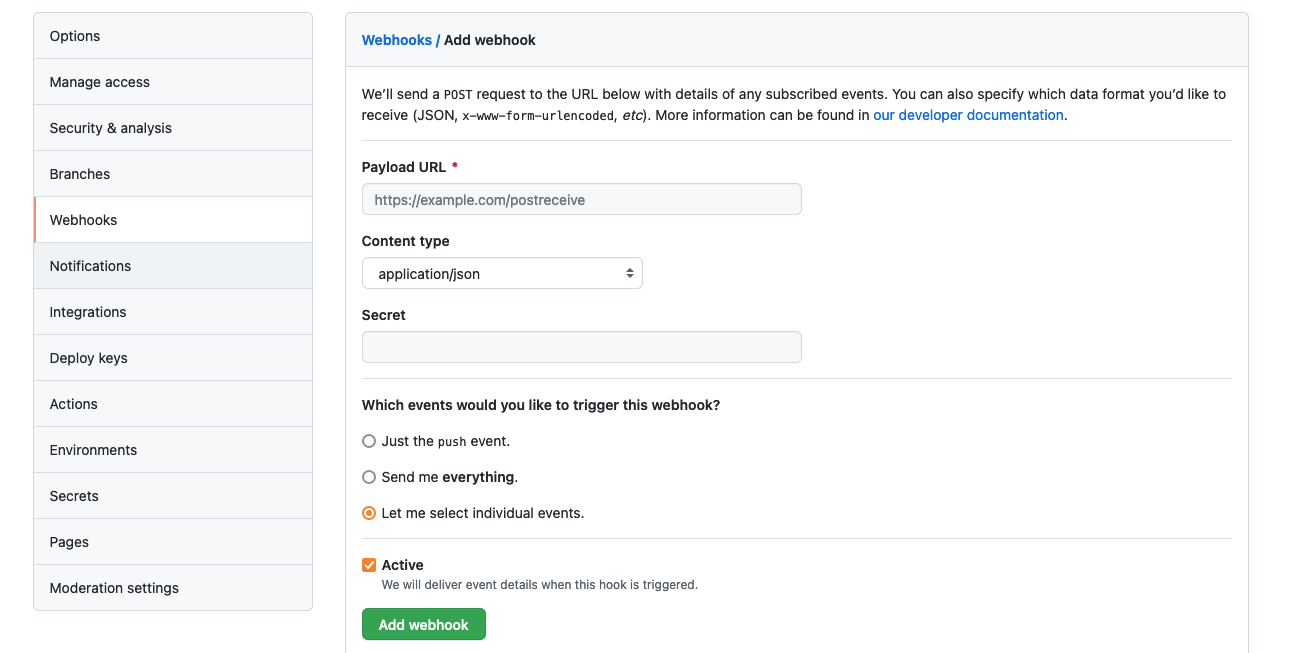 Options
Manage access
Security & analysis
Branches
Webhooks
Notifications
Integrations
Deploy keys
Actions
Environments
Secrets
Pages
Moderation settings
Webhooks / Add webhook
We’ll send a POST request to the URL below with details of any subscribed events. You can also specify which data format you’d like to
receive (JSON, x-www-form-urlencoded, etc). More information can be found in our developer documentation.
Payload URL *
https://example.com/postreceive
Content type
application/json
Secret
Which events would you like to trigger this webhook?
Just the push event.
Send me everything.
Let me select individual events.
Active
We will deliver event details when this hook is triggered.
Add webhook